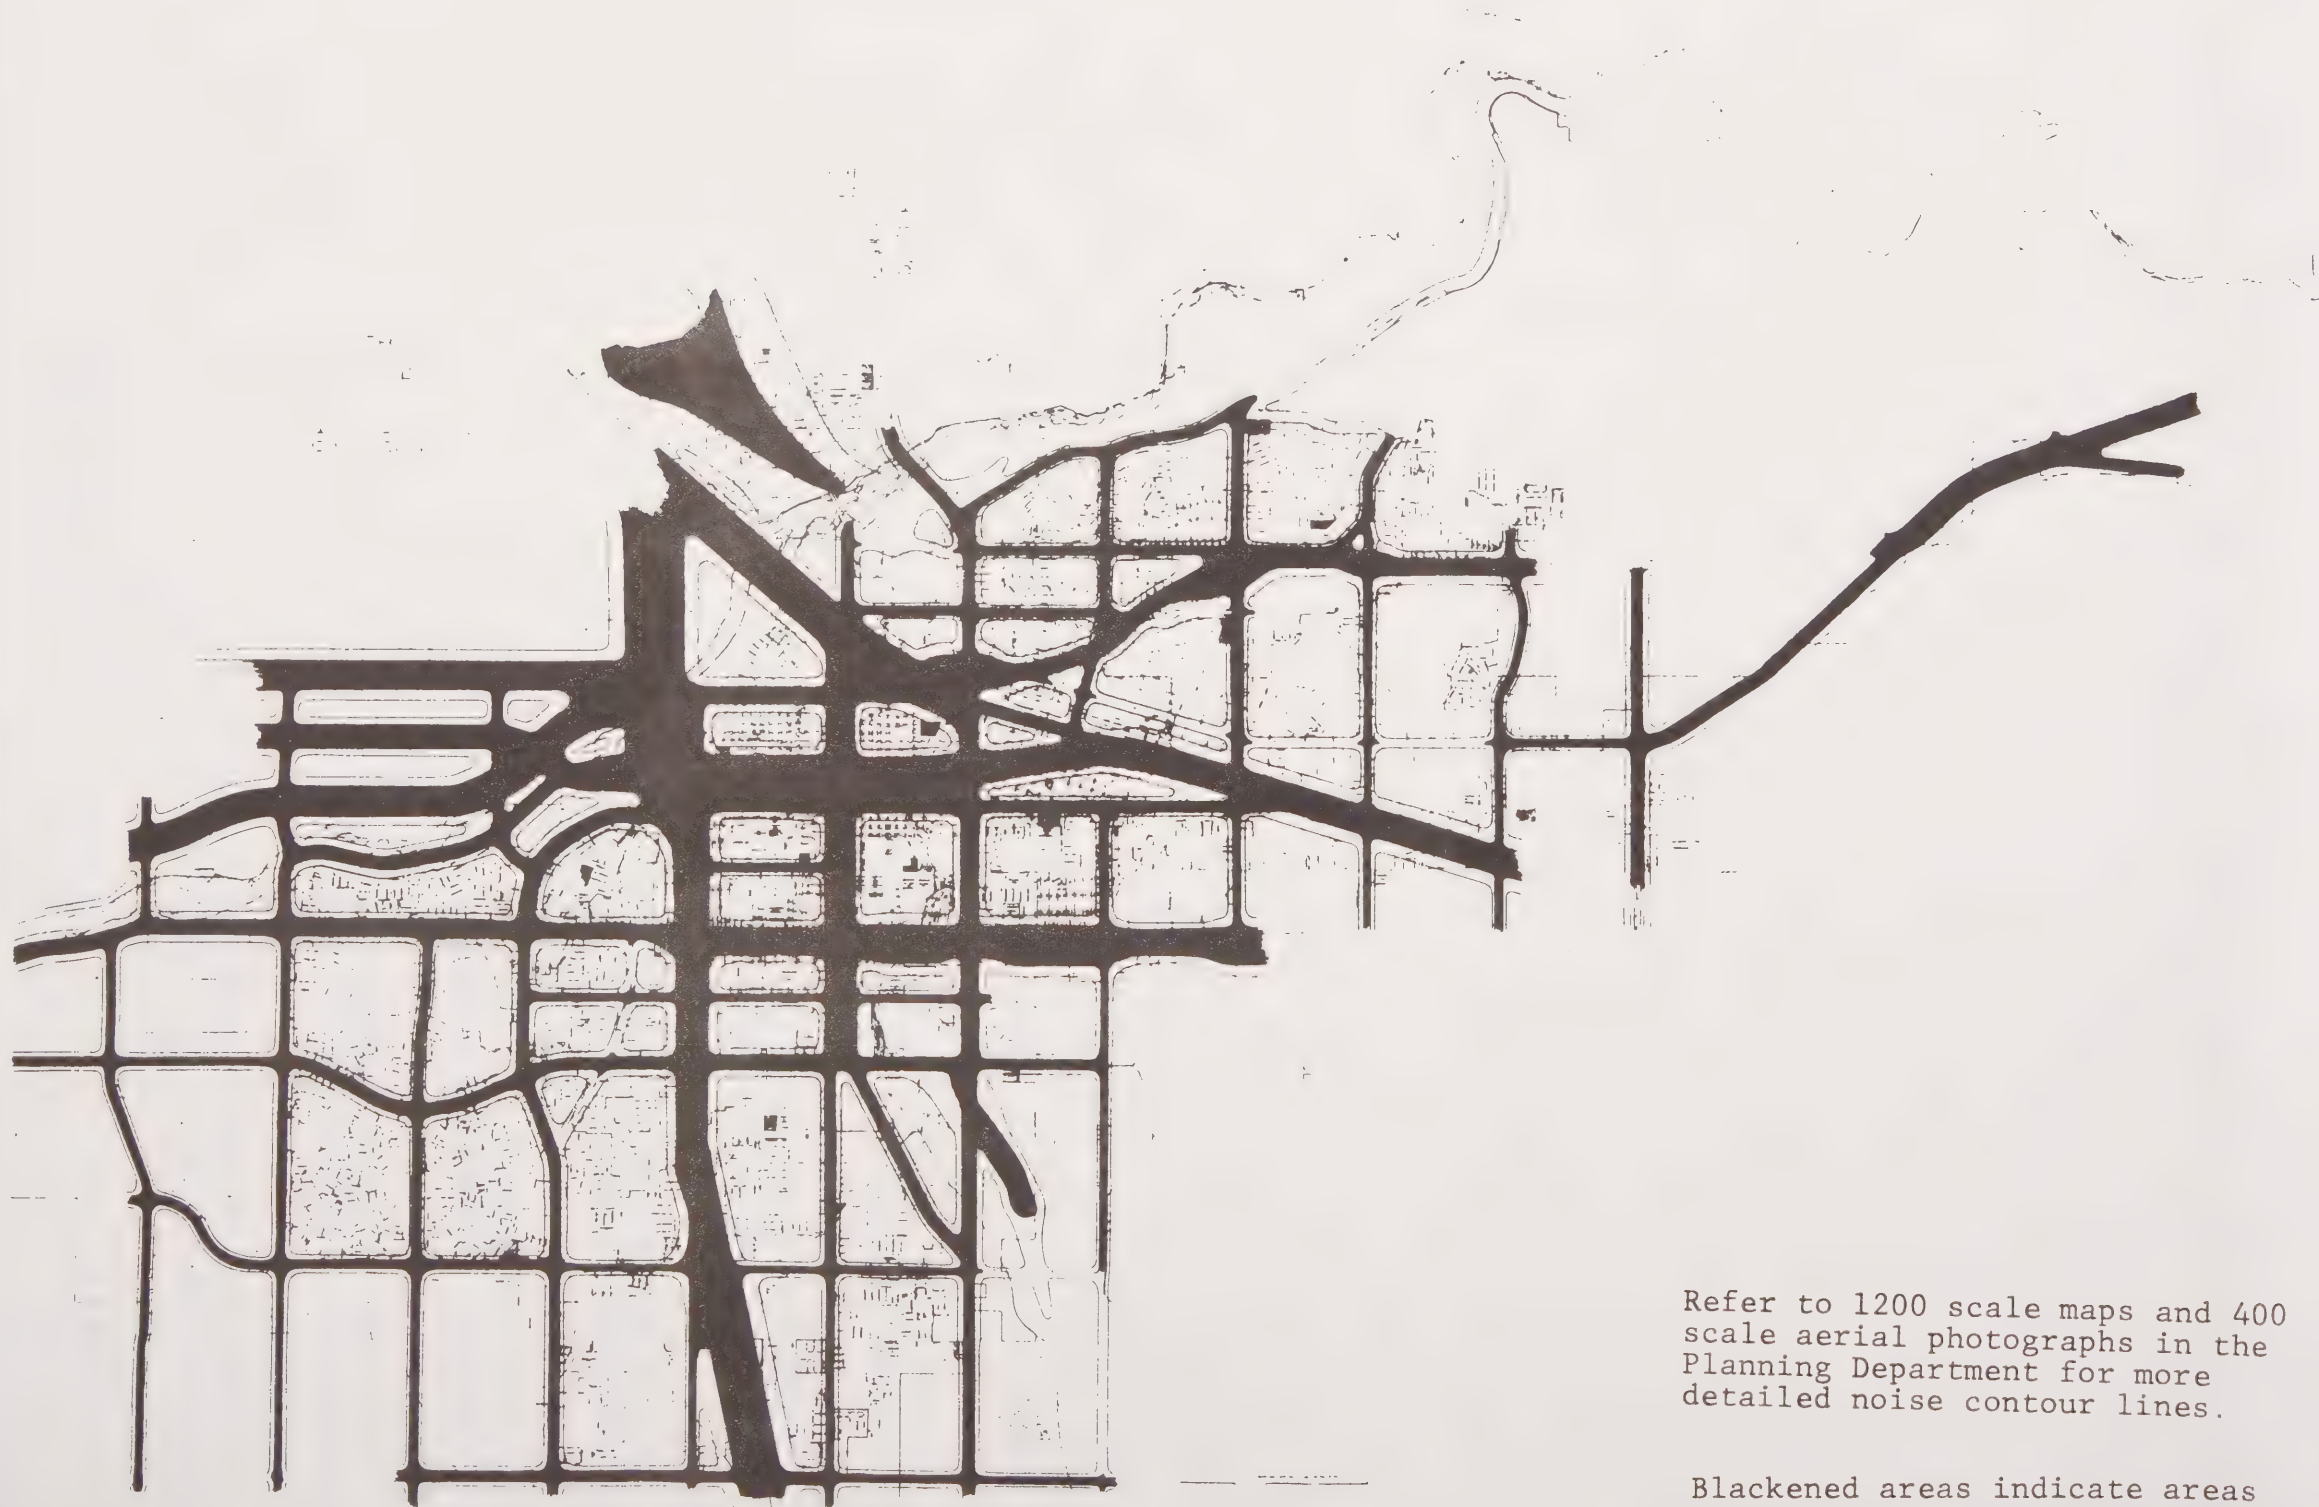 Refer to 1200 scale maps and 400
scale aerial photographs in the
Planning Department for more
detailed noise contour lines.
Blackened areas indicate areas